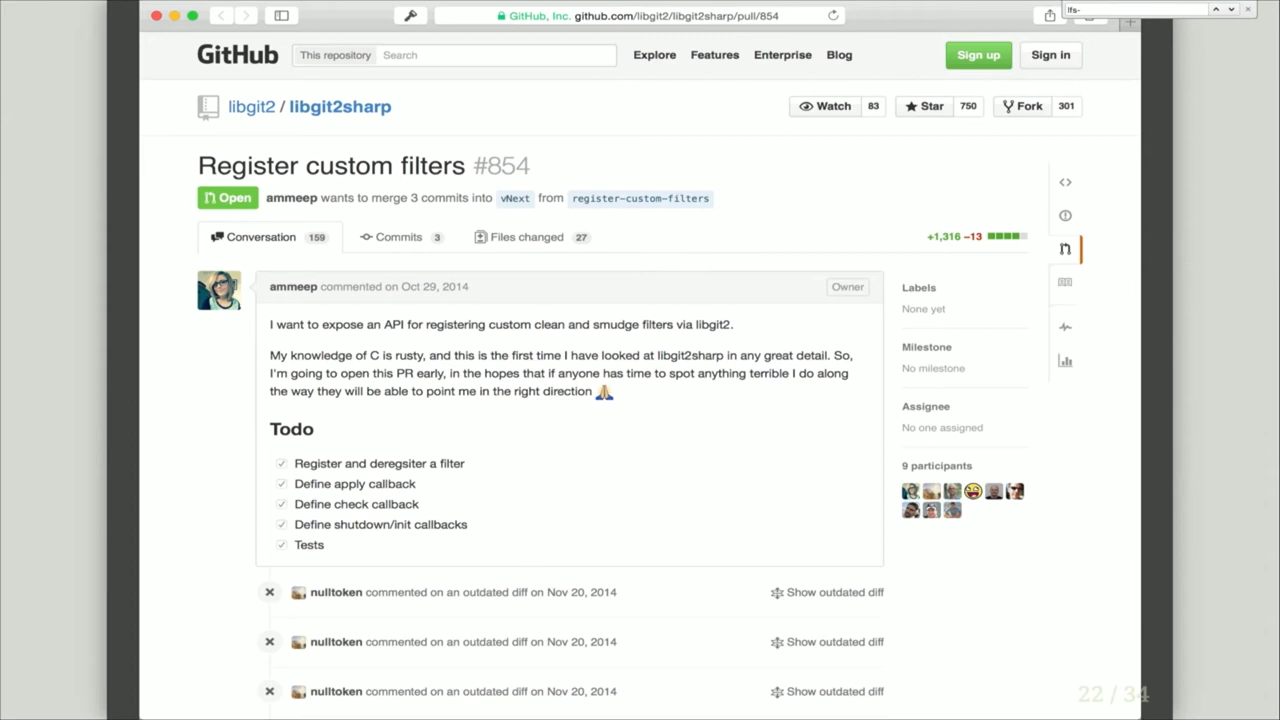 GitHub, Inc. github.com/libgit2/libgit2sharp/pull/854
lfs-
GitHub This repository Search Explore Features Enterprise Blog Sign up Sign in
libgit2 / libgit2sharp Watch 83 Star 750 Fork 301
Register custom filters #854
Open ammeep wants to merge 3 commits into vNext from register-custom-filters
Conversation 159 Commits 3 Files changed 27 +1,316 −13
ammeep commented on Oct 29, 2014 Owner
I want to expose an API for registering custom clean and smudge filters via libgit2.
My knowledge of C is rusty, and this is the first time I have looked at libgit2sharp in any great detail. So,
I'm going to open this PR early, in the hopes that if anyone has time to spot anything terrible I do along
the way they will be able to point me in the right direction
Todo
Register and deregsiter a filter
Define apply callback
Define check callback
Define shutdown/init callbacks
Tests
Labels
None yet
Milestone
No milestone
Assignee
No one assigned
9 participants
nulltoken commented on an outdated diff on Nov 20, 2014 Show outdated diff
nulltoken commented on an outdated diff on Nov 20, 2014 Show outdated diff
nulltoken commented on an outdated diff on Nov 20, 2014 Show outdated diff
22 / 34